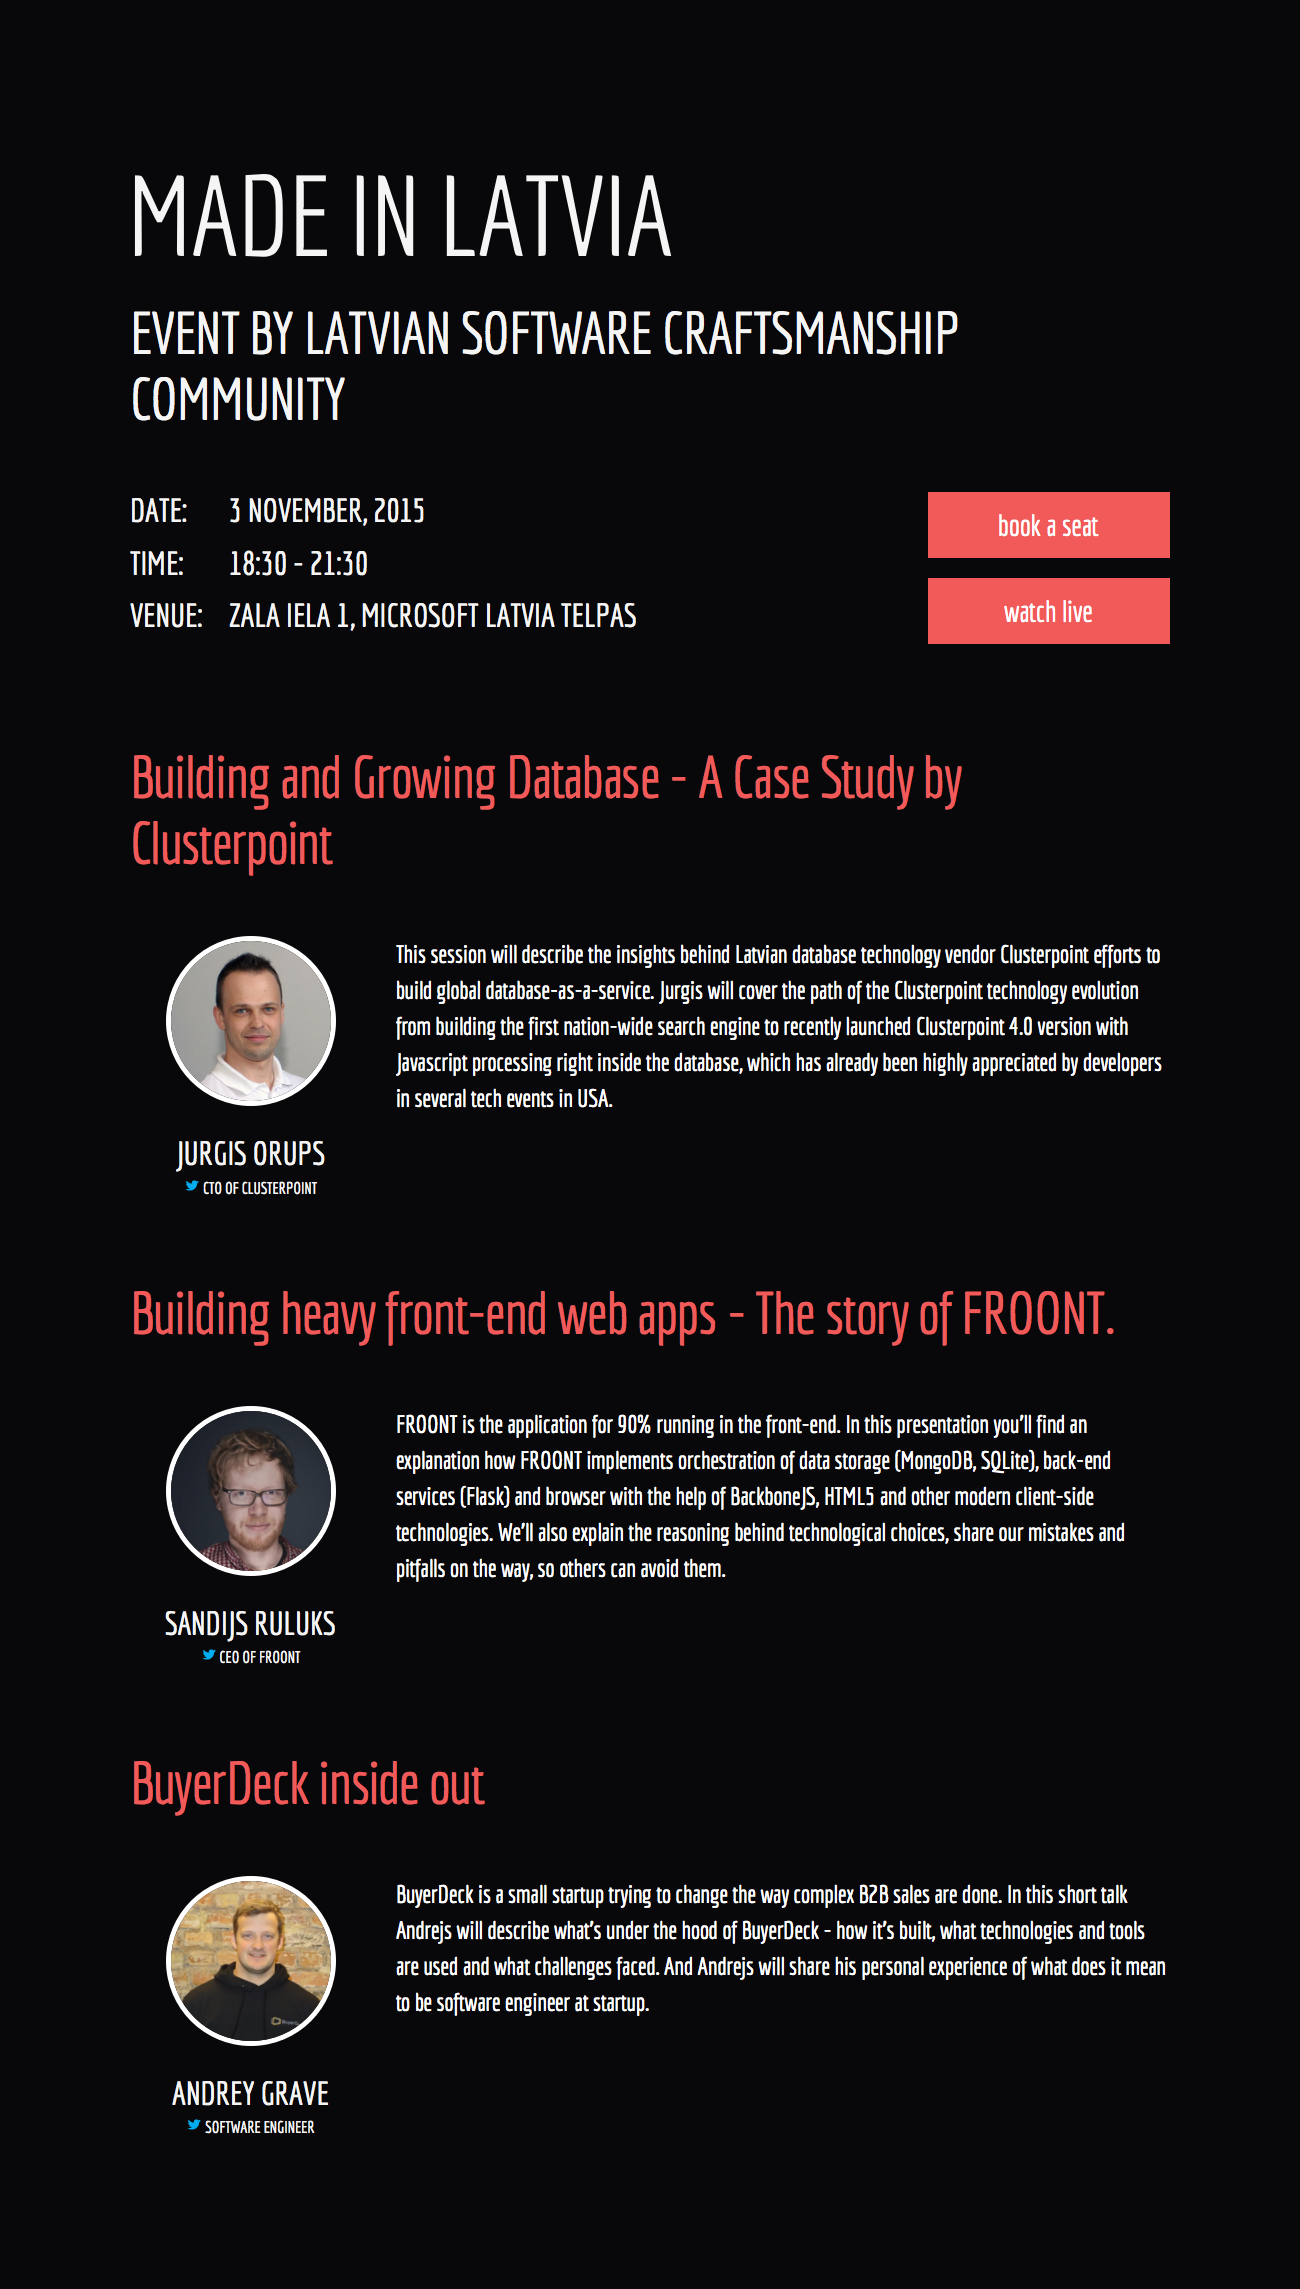 MADE IN LATVIA
EVENT BY LATVIAN SOFTWARE CRAFTSMANSHIP
COMMUNITY
DATE: 3 NOVEMBER, 2015
TIME: 18:30 - 21:30
VENUE: ZALA IELA 1, MICROSOFT LATVIA TELPAS
book a seat
watch live
Building and Growing Database - A Case Study by
Clusterpoint
This session will describe the insights behind Latvian database technology vendor Clusterpoint efforts to
build global database-as-a-service. Jurgis will cover the path of the Clusterpoint technology evolution
from building the first nation-wide search engine to recently launched Clusterpoint 4.0 version with
Javascript processing right inside the database, which has already been highly appreciated by developers
in several tech events in USA.
JURGIS ORUPS
CTO OF CLUSTERPOINT
Building heavy front-end web apps - The story of FROONT.
FROONT is the application for 90% running in the front-end. In this presentation you'll find an
explanation how FROONT implements orchestration of data storage (MongoDB, SQLite), back-end
services (Flask) and browser with the help of BackboneJS, HTML5 and other modern client-side
technologies. We'll also explain the reasoning behind technological choices, share our mistakes and
pitfalls on the way, so others can avoid them.
SANDIJS RULUKS
CEO OF FROONT
BuyerDeck inside out
BuyerDeck is a small startup trying to change the way complex B2B sales are done. In this short talk
Andrejs will describe what's under the hood of BuyerDeck - how it's built, what technologies and tools
are used and what challenges faced. And Andrejs will share his personal experience of what does it mean
to be software engineer at startup.
ANDREY GRAVE
SOFTWARE ENGINEER